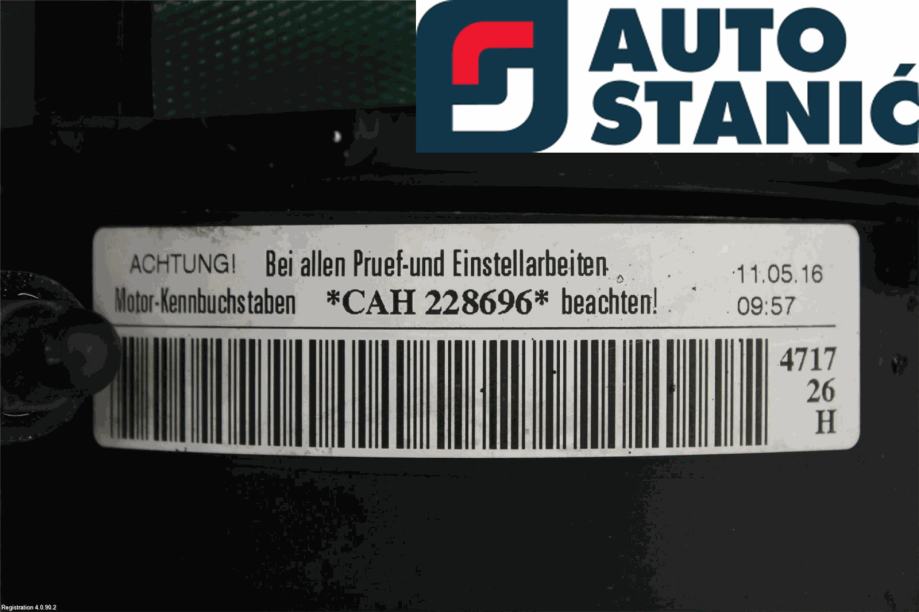 AUTO
STANIĆ
ACHTUNG! Bei allen Pruef-und Einstellarbeiten
11.05.16
Motor-Kennbuchstaben *CAH 228696* beachten!
09:57
4717
26
H
Registration 4.0.90.2